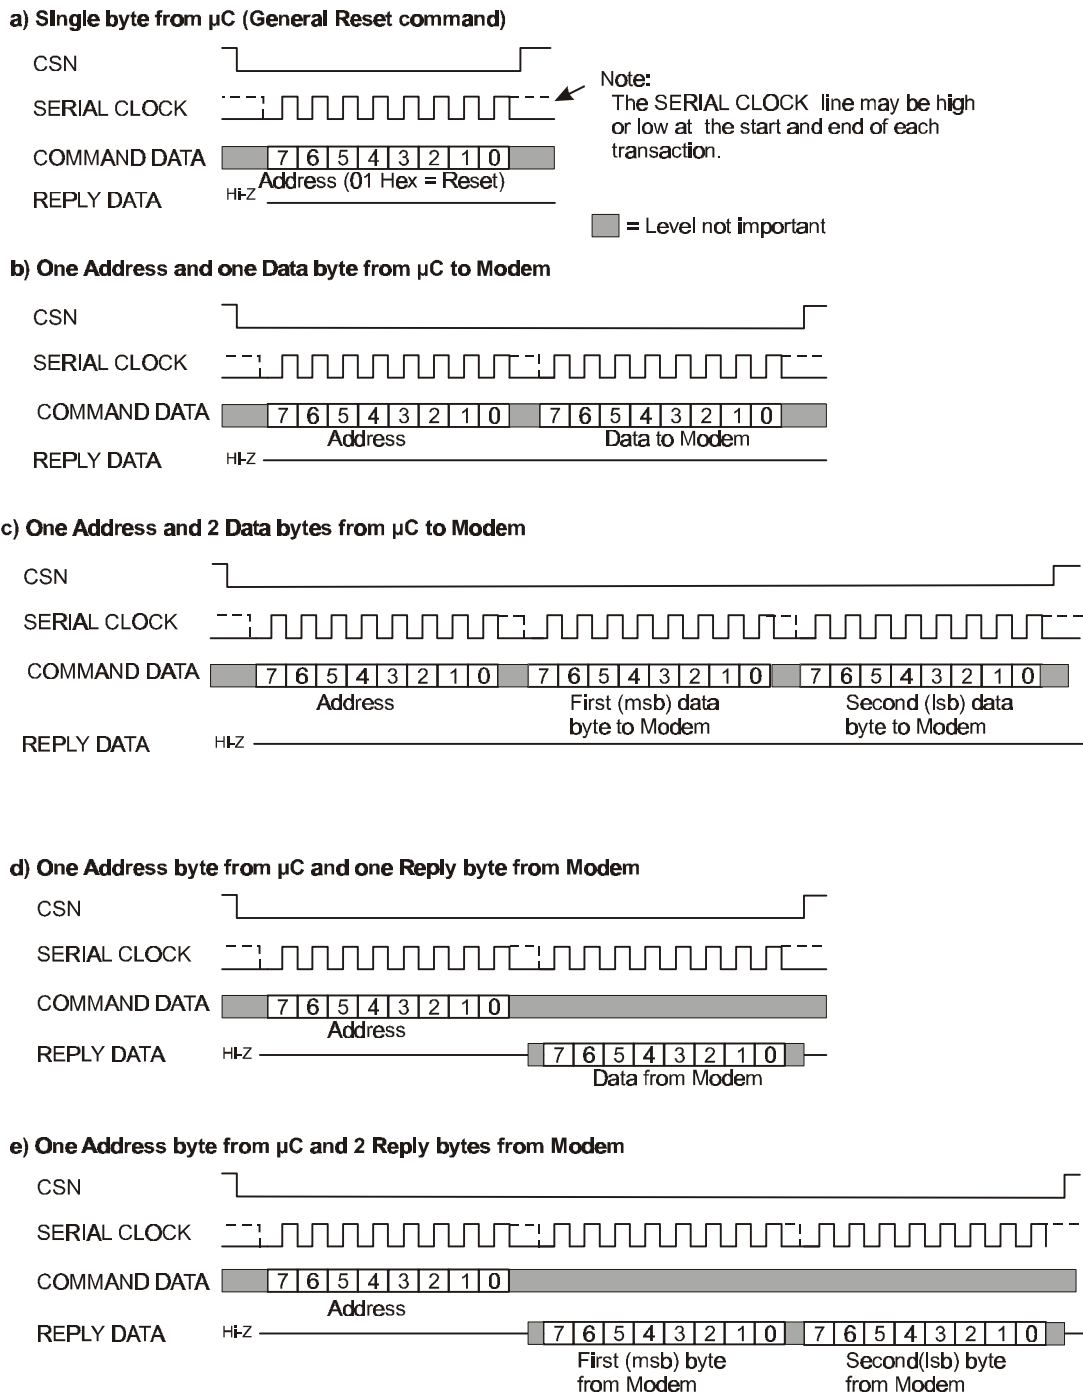 a) Single byte from µC (General Reset command)
CSN
SERIAL CLOCK
Note:
The SERIAL CLOCK line may be high
or low at the start and end of each
transaction.
COMMAND DATA 7 6 5 4 3 2 1 0
Address (01 Hex = Reset)
REPLY DATA Hi-Z
= Level not important
b) One Address and one Data byte from µC to Modem
CSN
SERIAL CLOCK
COMMAND DATA 7 6 5 4 3 2 1 0 7 6 5 4 3 2 1 0
Address Data to Modem
REPLY DATA Hi-Z
c) One Address and 2 Data bytes from µC to Modem
CSN
SERIAL CLOCK
COMMAND DATA 7 6 5 4 3 2 1 0 7 6 5 4 3 2 1 0 7 6 5 4 3 2 1 0
Address First (msb) data Second (lsb) data
byte to Modem byte to Modem
REPLY DATA Hi-Z
d) One Address byte from µC and one Reply byte from Modem
CSN
SERIAL CLOCK
COMMAND DATA 7 6 5 4 3 2 1 0
Address
REPLY DATA Hi-Z 7 6 5 4 3 2 1 0
Data from Modem
e) One Address byte from µC and 2 Reply bytes from Modem
CSN
SERIAL CLOCK
COMMAND DATA 7 6 5 4 3 2 1 0
Address
REPLY DATA Hi-Z 7 6 5 4 3 2 1 0 7 6 5 4 3 2 1 0
First (msb) byte Second(lsb) byte
from Modem from Modem